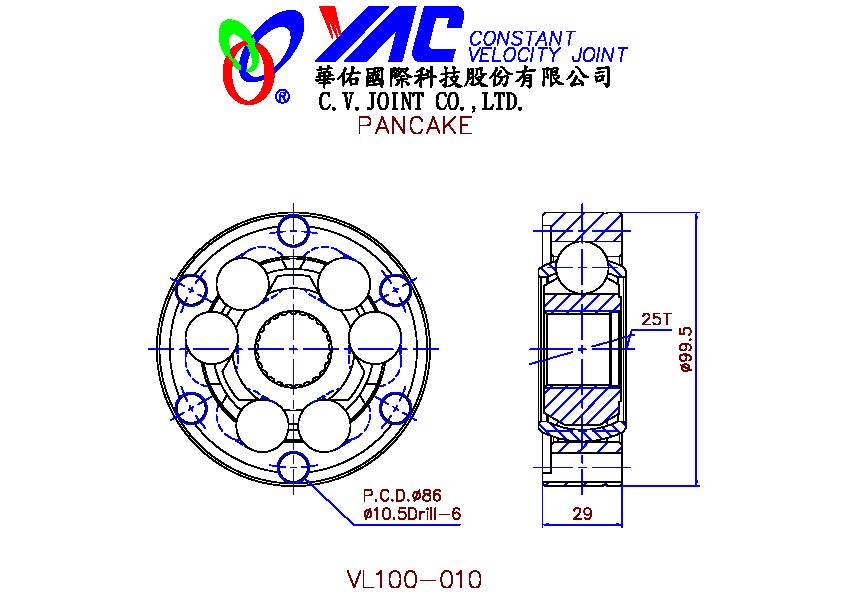 YAC CONSTANT
VELOCITY JOINT
®
華佑國際科技股份有限公司
C.V.JOINT CO.,LTD.
PANCAKE
25T
ø99.5
P.C.D.ø86
ø10.5Drill-6
29
VL100-010